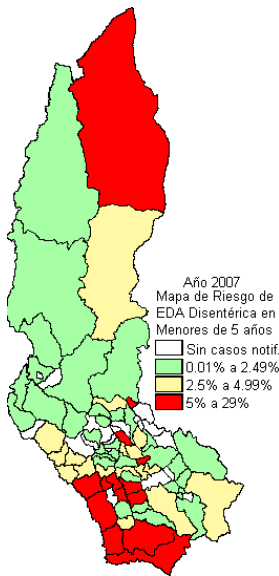 Año 2007
Mapa de Riesgo de
EDA Disentérica en
Menores de 5 años
Sin casos notif.
0.01% a 2.49%
2.5% a 4.99%
5% a 29%